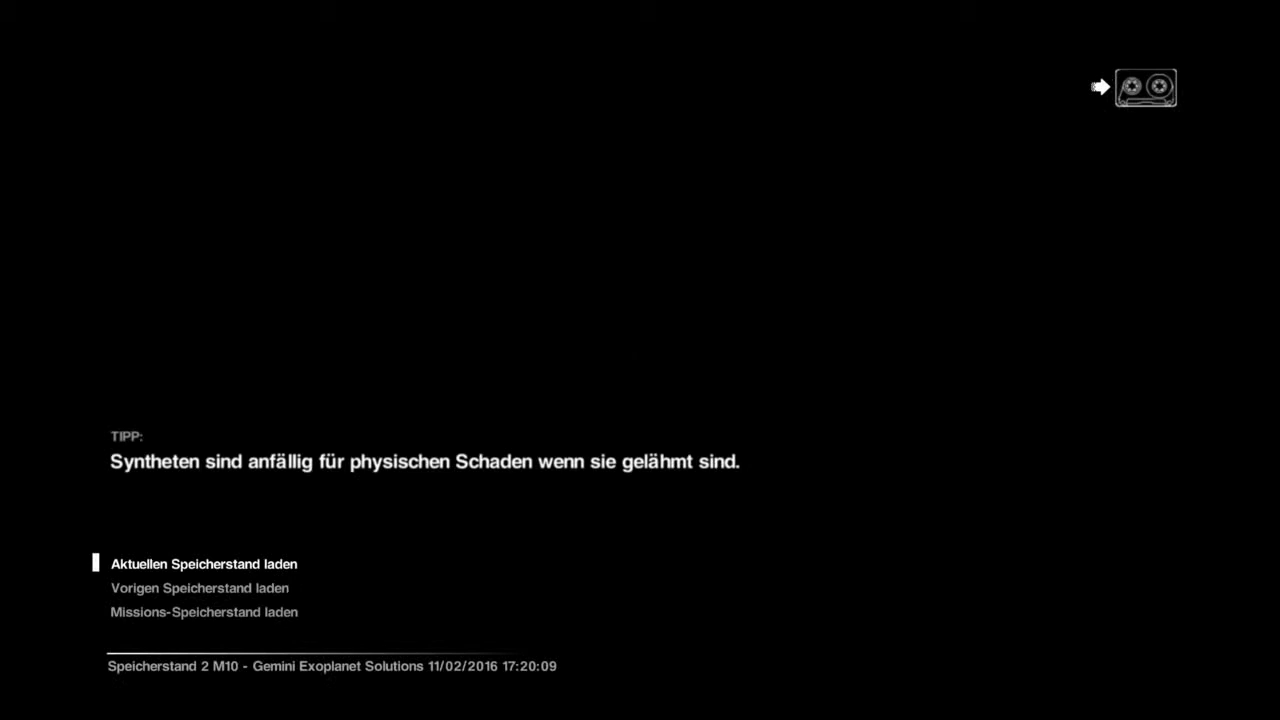 TIPP:
Syntheten sind anfällig für physischen Schaden wenn sie gelähmt sind.
Aktuellen Speicherstand laden
Vorigen Speicherstand laden
Missions-Speicherstand laden
Speicherstand 2 M10 - Gemini Exoplanet Solutions 11/02/2016 17:20:09